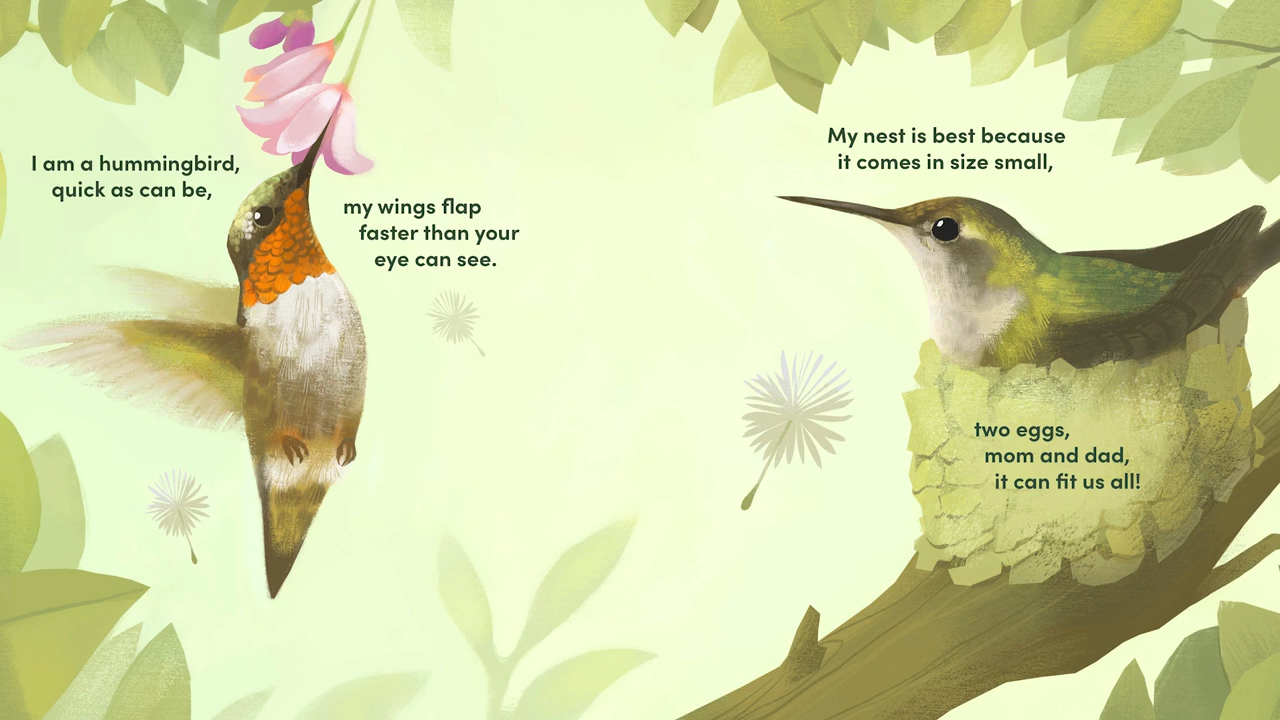 I am a hummingbird,
quick as can be,
my wings flap
faster than your
eye can see.
My nest is best because
it comes in size small,
two eggs,
mom and dad,
it can fit us all!